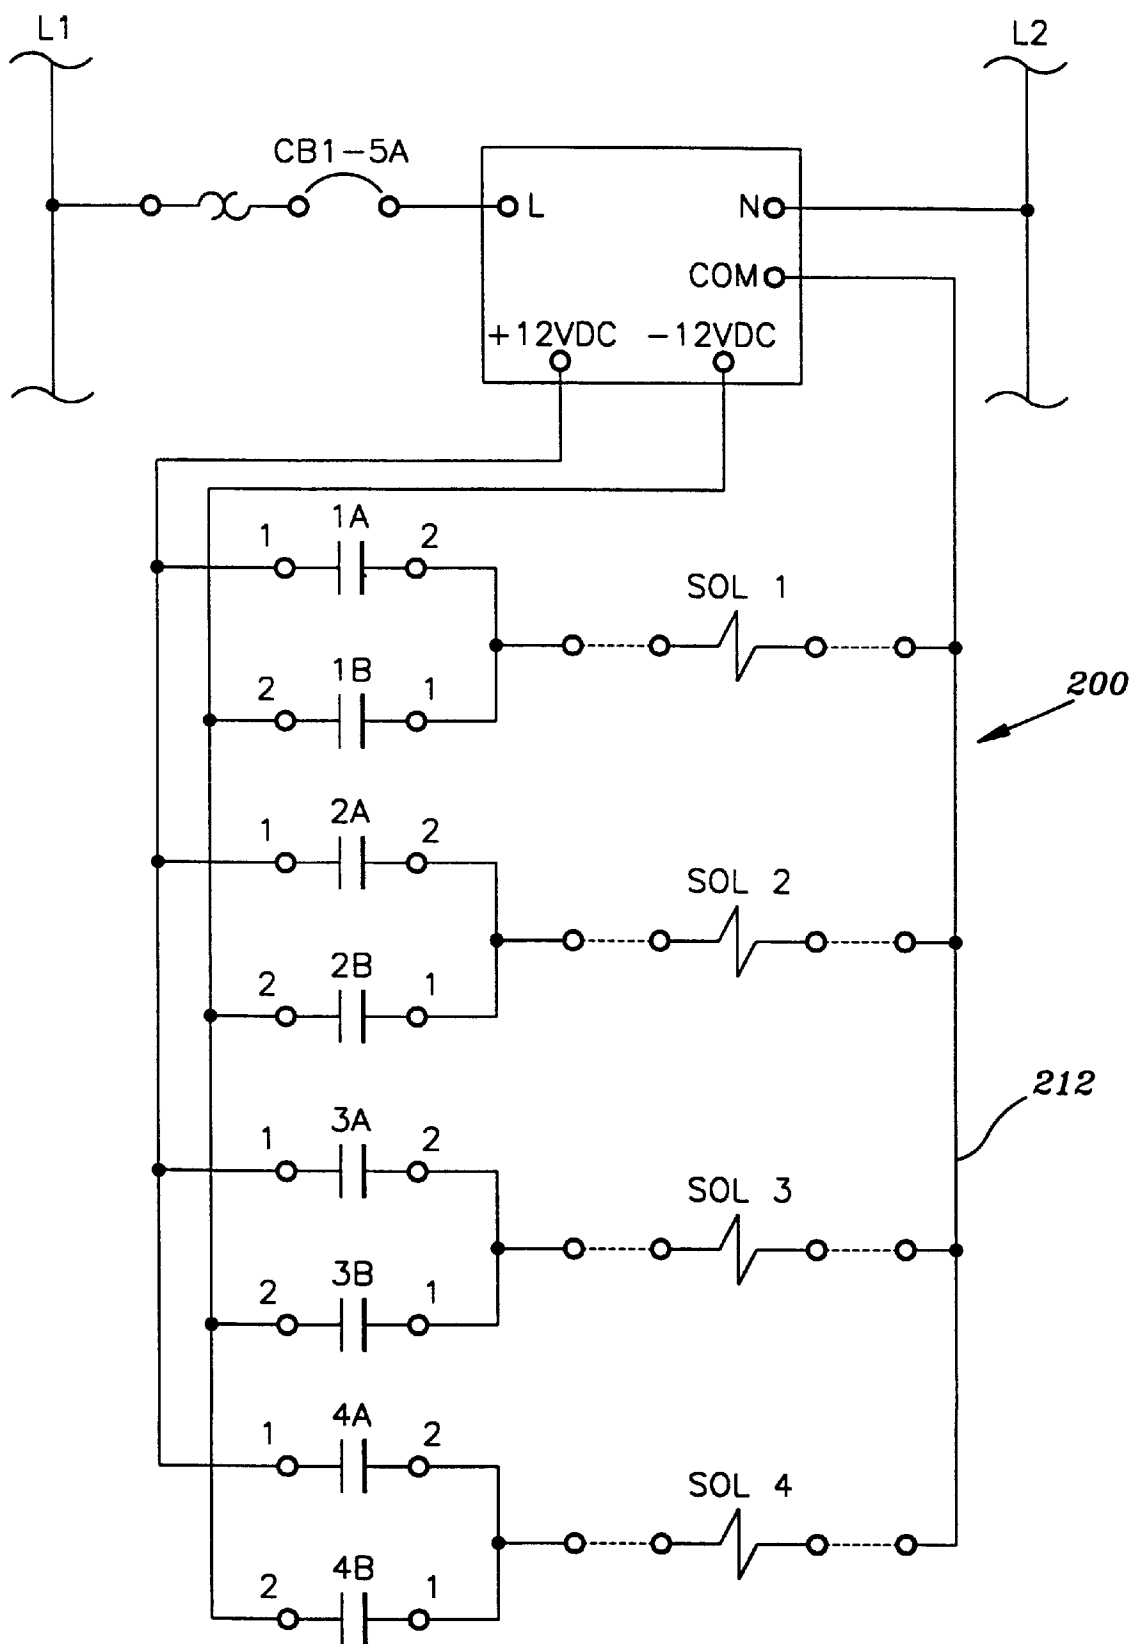 L1
L2
CB1-5A
L
N
COM
+12VDC -12VDC
1A
1 2
SOL 1
1B
2 1
200
2A
1 2
SOL 2
2B
2 1
212
3A
1 2
SOL 3
3B
2 1
4A
1 2
SOL 4
4B
2 1